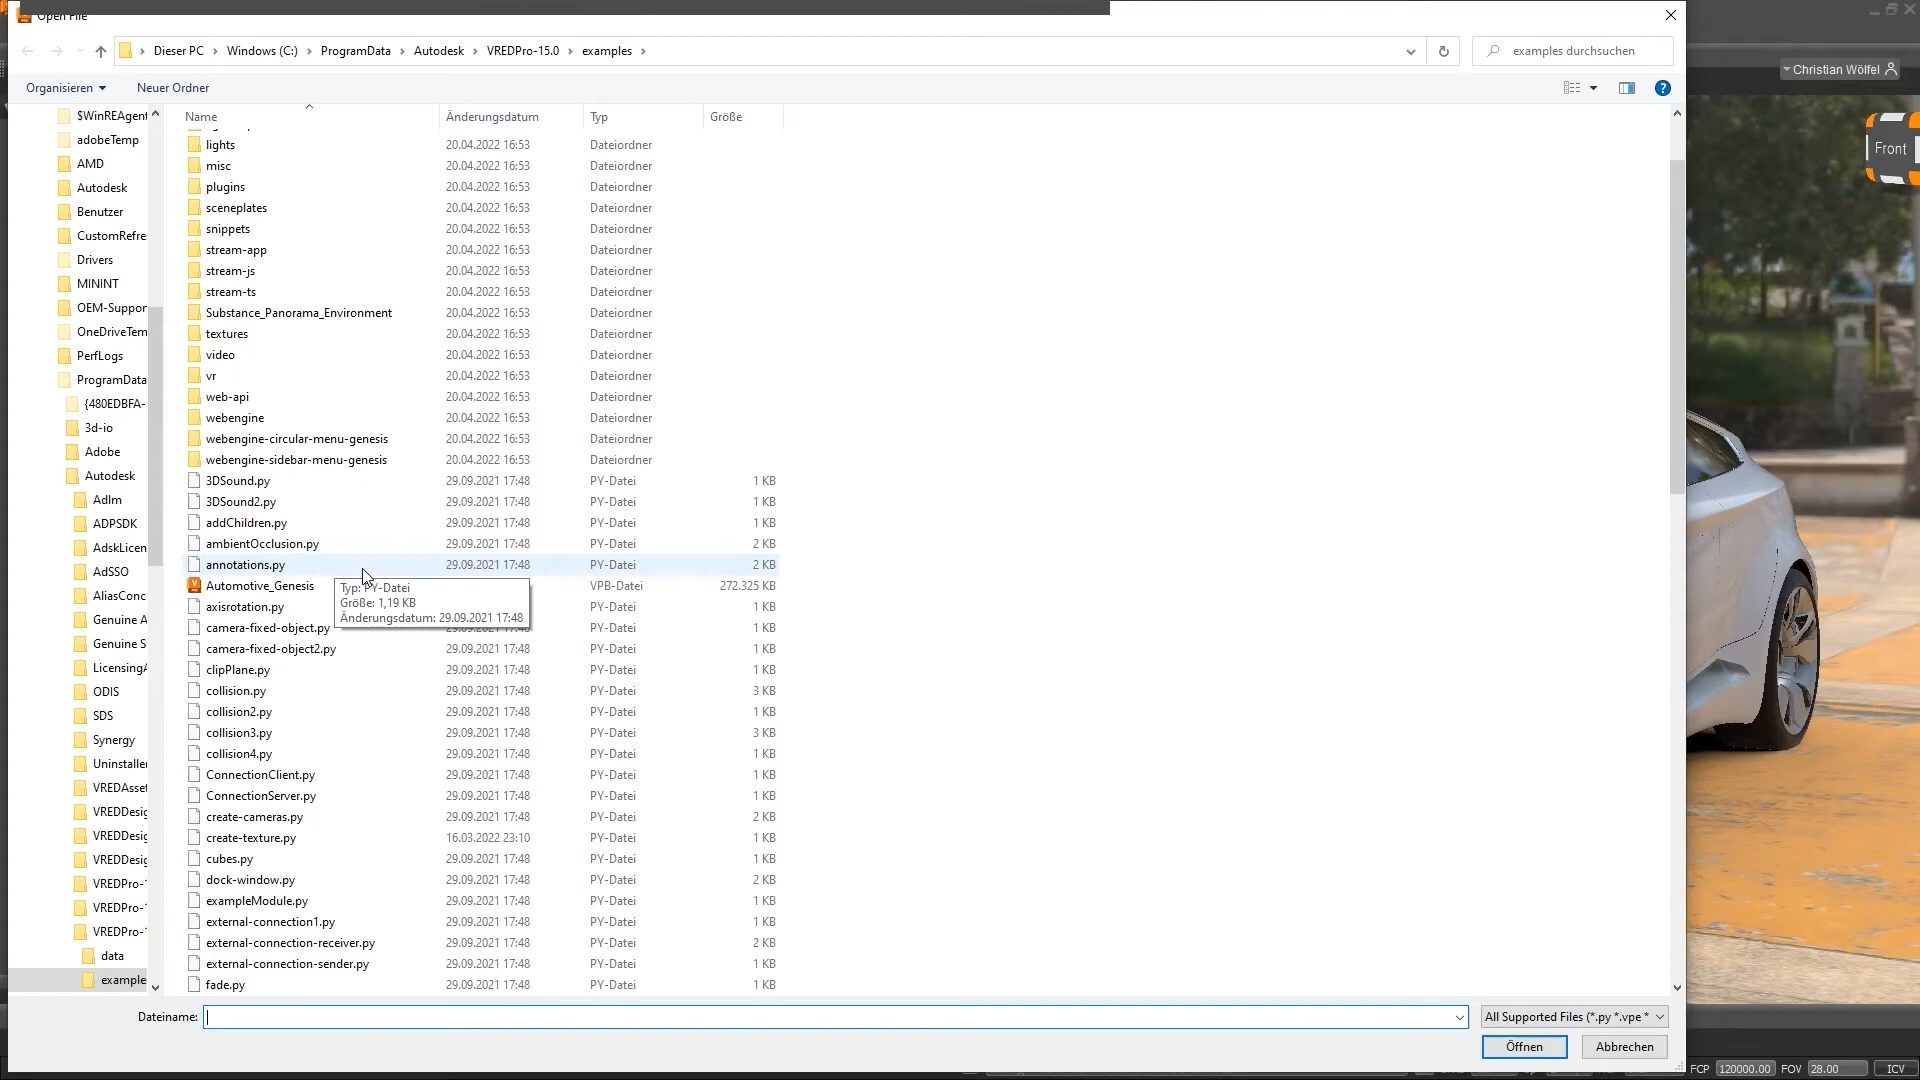 Open File
Dieser PC > Windows (C:) > ProgramData > Autodesk > VREDPro-15.0 > examples >
examples durchsuchen
Organisieren
Neuer Ordner
Christian Wölfel
Front
$WinREAgent
adobeTemp
AMD
Autodesk
Benutzer
CustomRefre
Drivers
MININT
OEM-Suppor
OneDriveTem
PerfLogs
ProgramData
{480EDBFA-
3d-io
Adobe
Autodesk
Adlm
ADPSDK
AdskLicen
AdSSO
AliasConc
Genuine A
Genuine S
LicensingA
ODIS
SDS
Synergy
Uninstaller
VREDAsset
VREDDesig
VREDDesig
VREDDesig
VREDPro-1
VREDPro-1
VREDPro-1
data
example
Name Änderungsdatum Typ Größe
lights 20.04.2022 16:53 Dateiordner
misc 20.04.2022 16:53 Dateiordner
plugins 20.04.2022 16:53 Dateiordner
sceneplates 20.04.2022 16:53 Dateiordner
snippets 20.04.2022 16:53 Dateiordner
stream-app 20.04.2022 16:53 Dateiordner
stream-js 20.04.2022 16:53 Dateiordner
stream-ts 20.04.2022 16:53 Dateiordner
Substance_Panorama_Environment 20.04.2022 16:53 Dateiordner
textures 20.04.2022 16:53 Dateiordner
video 20.04.2022 16:53 Dateiordner
vr 20.04.2022 16:53 Dateiordner
web-api 20.04.2022 16:53 Dateiordner
webengine 20.04.2022 16:53 Dateiordner
webengine-circular-menu-genesis 20.04.2022 16:53 Dateiordner
webengine-sidebar-menu-genesis 20.04.2022 16:53 Dateiordner
3DSound.py 29.09.2021 17:48 PY-Datei 1 KB
3DSound2.py 29.09.2021 17:48 PY-Datei 1 KB
addChildren.py 29.09.2021 17:48 PY-Datei 1 KB
ambientOcclusion.py 29.09.2021 17:48 PY-Datei 2 KB
annotations.py 29.09.2021 17:48 PY-Datei 2 KB
Automotive_Genesis VPB-Datei 272.325 KB
Typ: PY-Datei
Größe: 1,19 KB
Änderungsdatum: 29.09.2021 17:48
axisrotation.py PY-Datei 1 KB
camera-fixed-object.py 29.09.2021 17:48 PY-Datei 1 KB
camera-fixed-object2.py 29.09.2021 17:48 PY-Datei 1 KB
clipPlane.py 29.09.2021 17:48 PY-Datei 1 KB
collision.py 29.09.2021 17:48 PY-Datei 3 KB
collision2.py 29.09.2021 17:48 PY-Datei 1 KB
collision3.py 29.09.2021 17:48 PY-Datei 3 KB
collision4.py 29.09.2021 17:48 PY-Datei 1 KB
ConnectionClient.py 29.09.2021 17:48 PY-Datei 1 KB
ConnectionServer.py 29.09.2021 17:48 PY-Datei 1 KB
create-cameras.py 29.09.2021 17:48 PY-Datei 2 KB
create-texture.py 16.03.2022 23:10 PY-Datei 1 KB
cubes.py 29.09.2021 17:48 PY-Datei 1 KB
dock-window.py 29.09.2021 17:48 PY-Datei 2 KB
exampleModule.py 29.09.2021 17:48 PY-Datei 1 KB
external-connection1.py 29.09.2021 17:48 PY-Datei 1 KB
external-connection-receiver.py 29.09.2021 17:48 PY-Datei 2 KB
external-connection-sender.py 29.09.2021 17:48 PY-Datei 1 KB
fade.py 29.09.2021 17:48 PY-Datei 1 KB
Dateiname:
All Supported Files (*.py *.vpe *
Öffnen
Abbrechen
FCP 120000.00 FOV 28.00 ICV